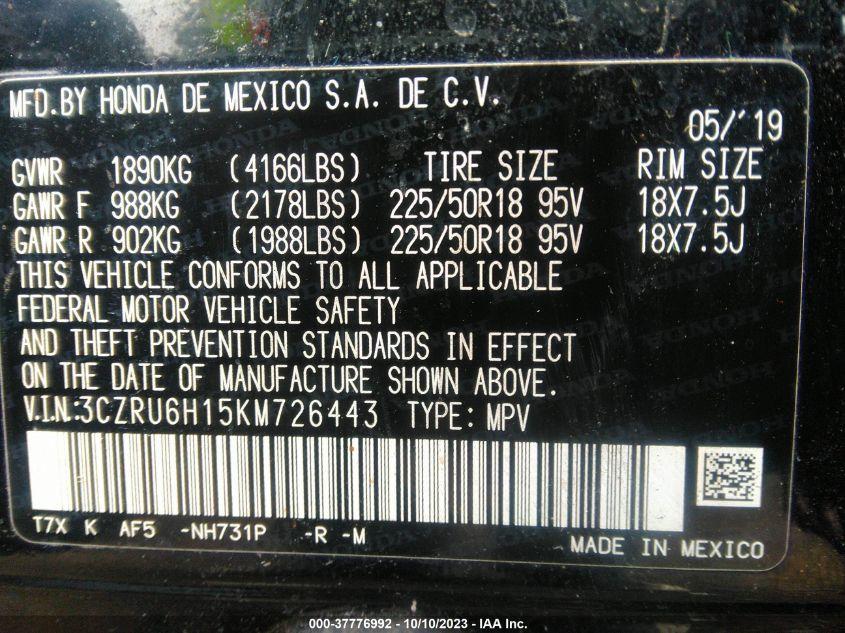 MFD.BY HONDA DE MEXICO S.A. DE C.V.
05/'19
GVWR 1890KG (4166LBS) TIRE SIZE RIM SIZE
GAWR F 988KG (2178LBS) 225/50R18 95V 18X7.5J
GAWR R 902KG (1988LBS) 225/50R18 95V 18X7.5J
THIS VEHICLE CONFORMS TO ALL APPLICABLE
FEDERAL MOTOR VEHICLE SAFETY
AND THEFT PREVENTION STANDARDS IN EFFECT
ON THE DATE OF MANUFACTURE SHOWN ABOVE.
V.I.N.:3CZRU6H15KM726443 TYPE: MPV
T7X K AF5 -NH731P -R -M
MADE IN MEXICO
000-37776992 - 10/10/2023 - IAA Inc.